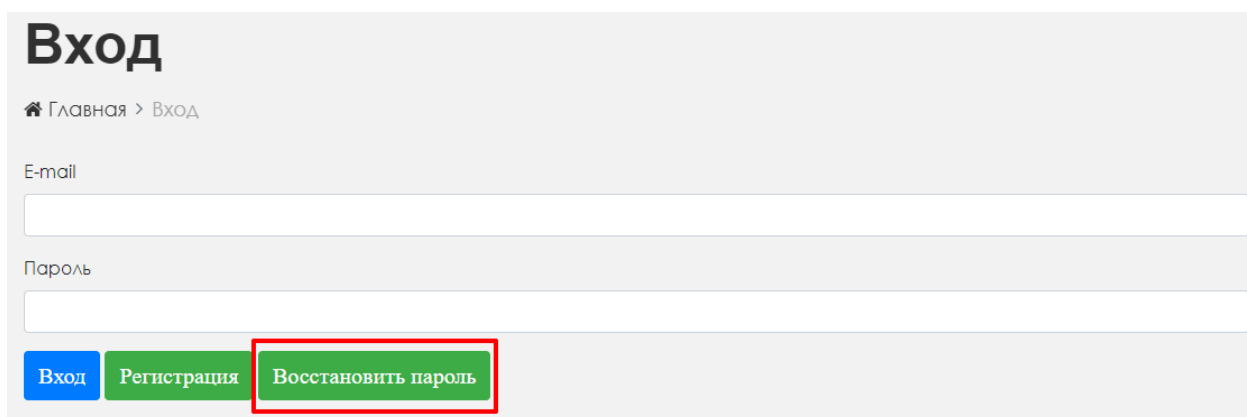 Вход
Главная > Вход
E-mail
Пароль
Вход Регистрация Восстановить пароль